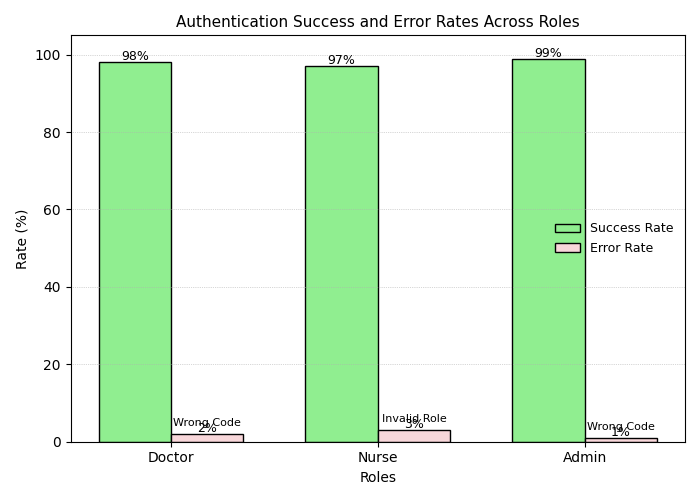 Authentication Success and Error Rates Across Roles
Rate (%)
100
80
60
40
20
0
98%
97%
99%
Success Rate
Error Rate
Wrong Code
2%
Invalid Role
3%
Wrong Code
1%
Doctor
Nurse
Admin
Roles